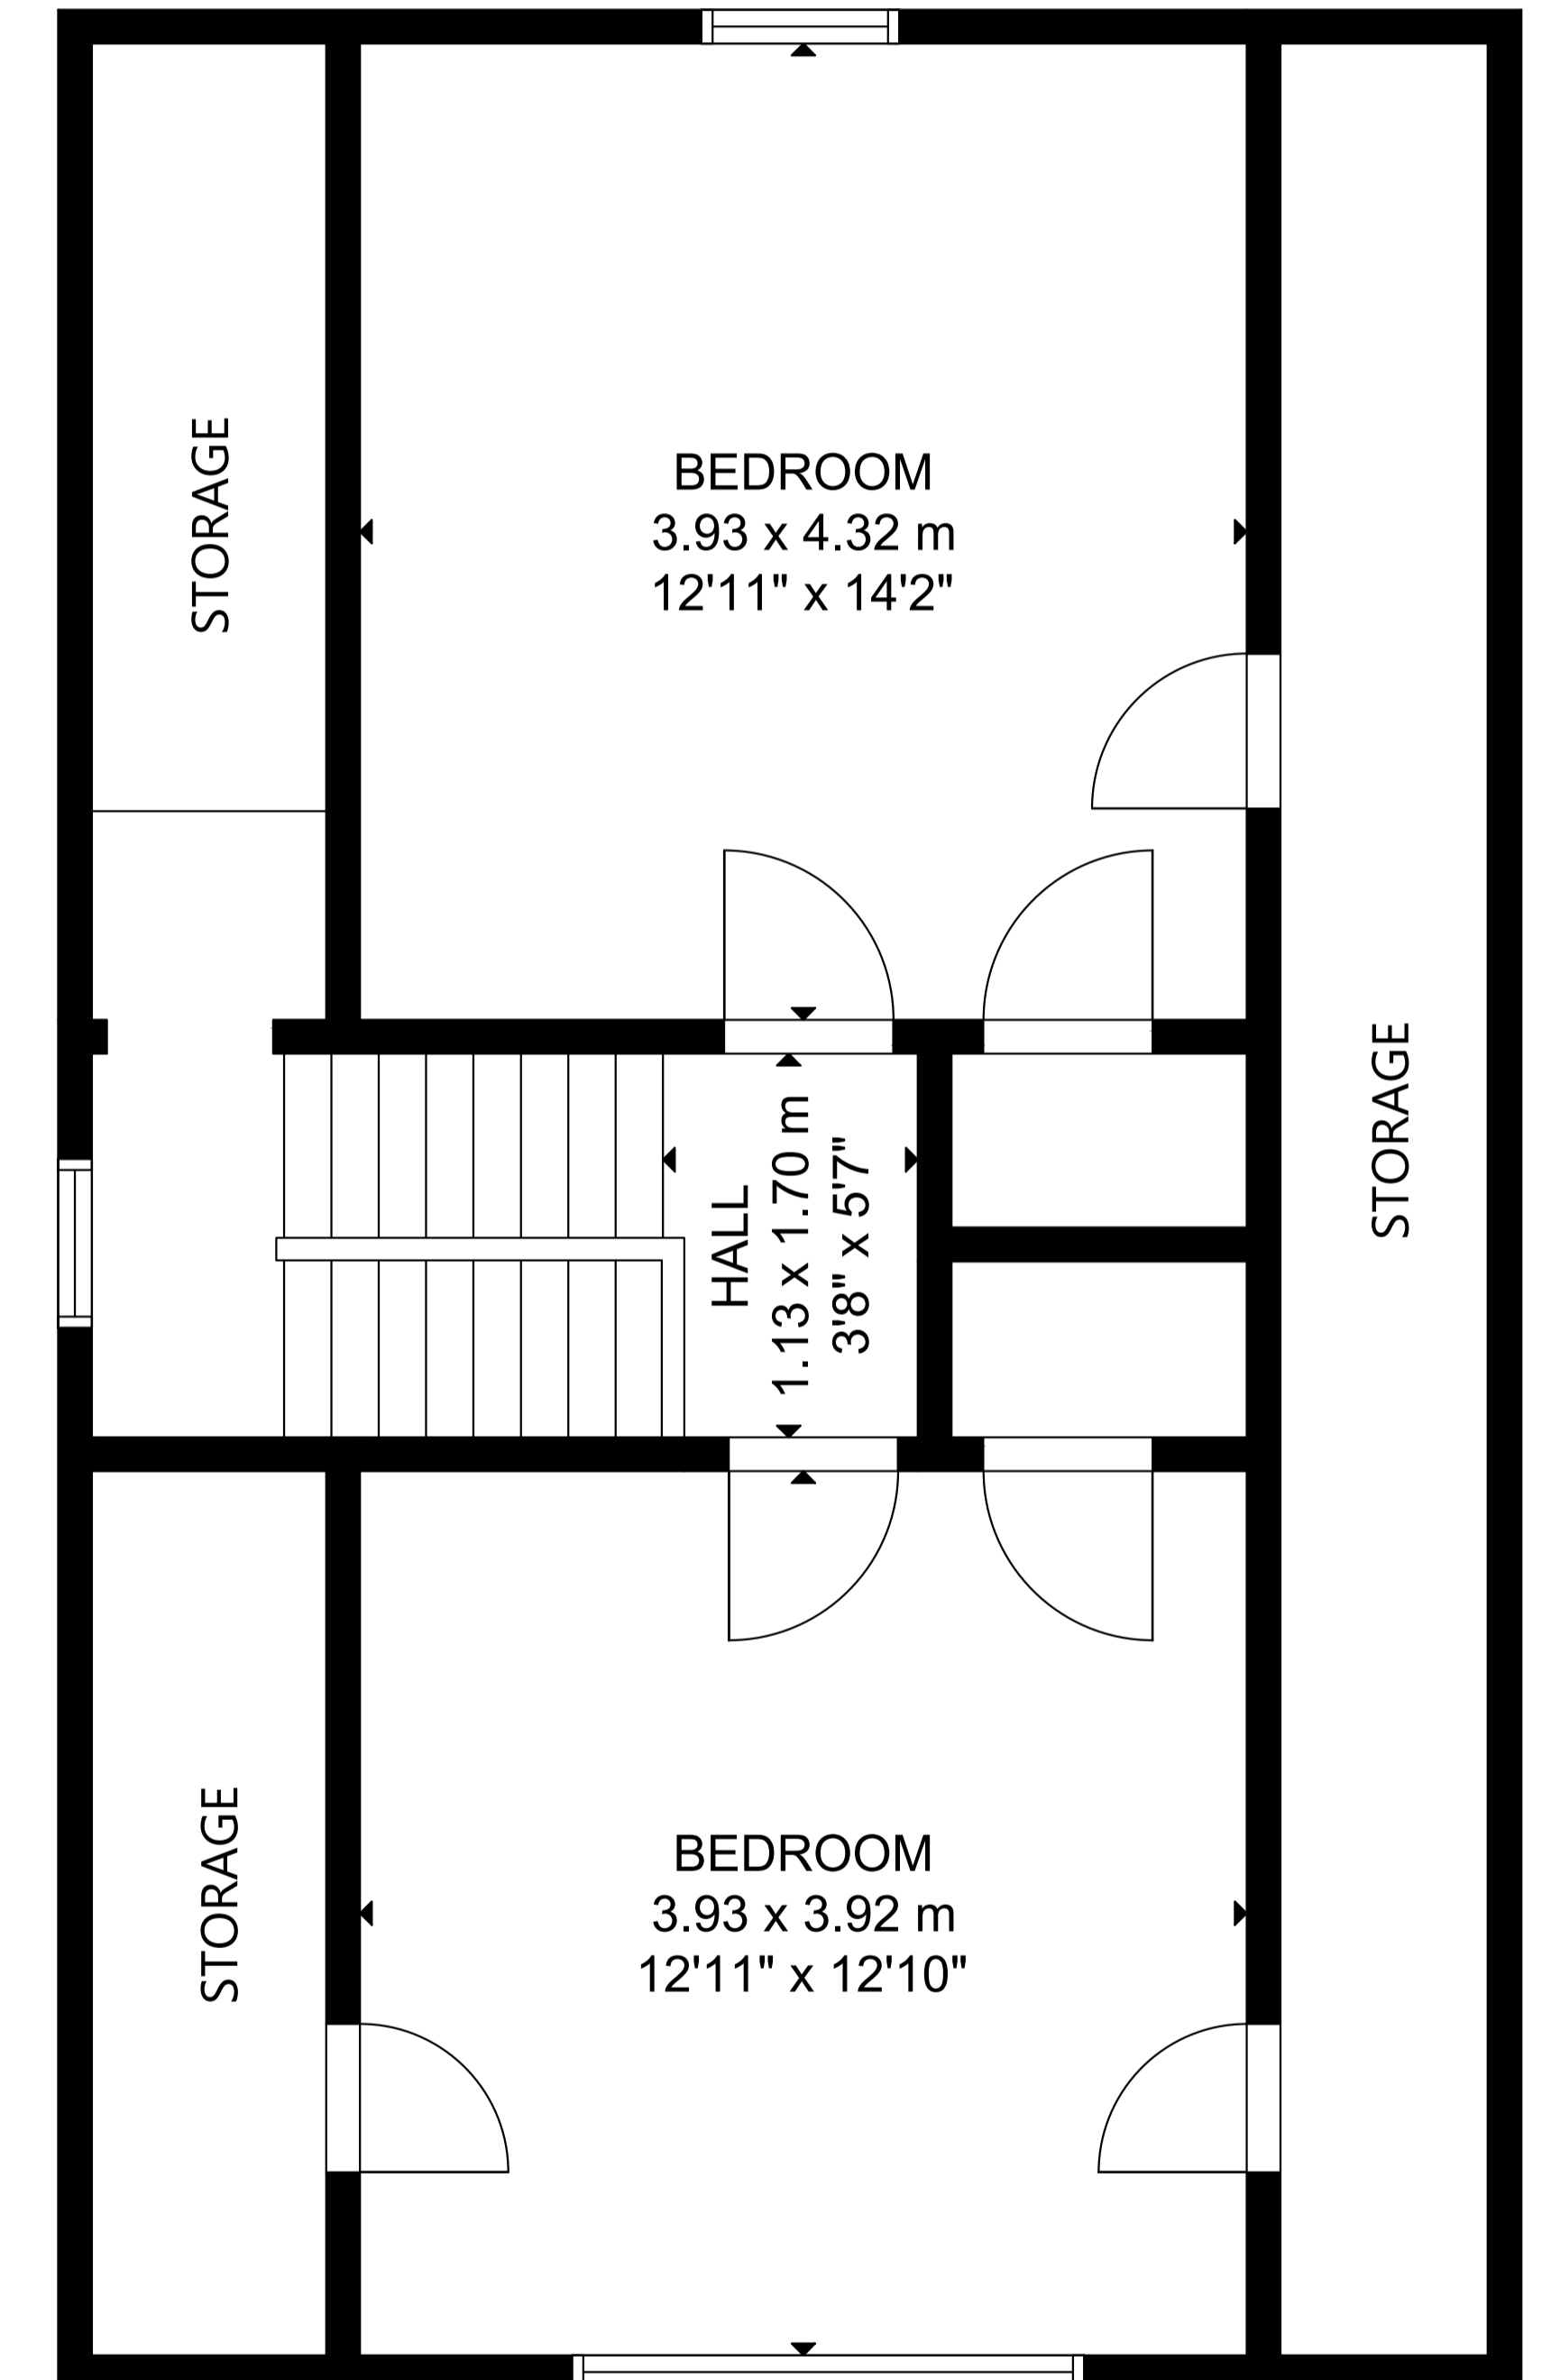 STORAGE
BEDROOM
3.93 x 4.32 m
12'11" x 14'2"
HALL
1.13 x 1.70 m
3'8" x 5'7"
STORAGE
STORAGE
BEDROOM
3.93 x 3.92 m
12'11" x 12'10"